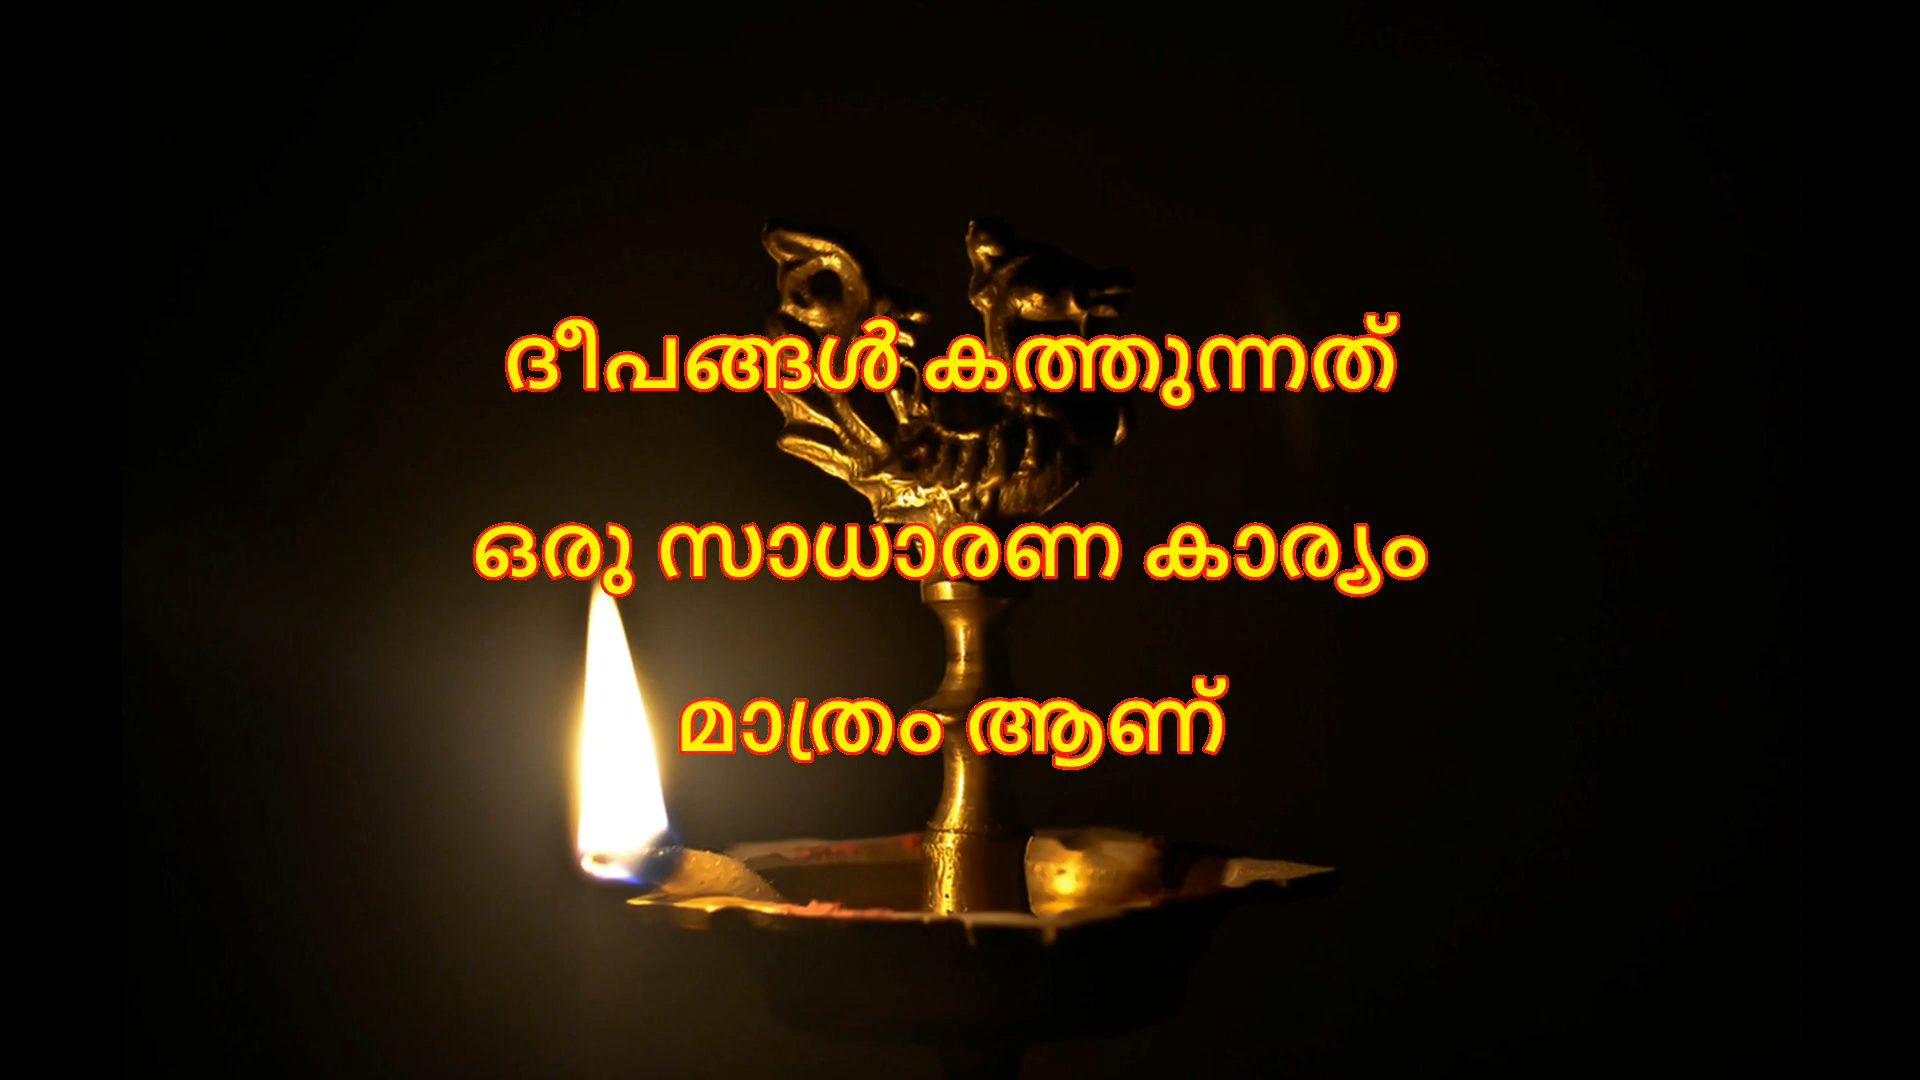 ദീപങ്ങൾ കത്തുന്നത്
ഒരു സാധാരണ കാര്യം
മാത്രം ആണ്